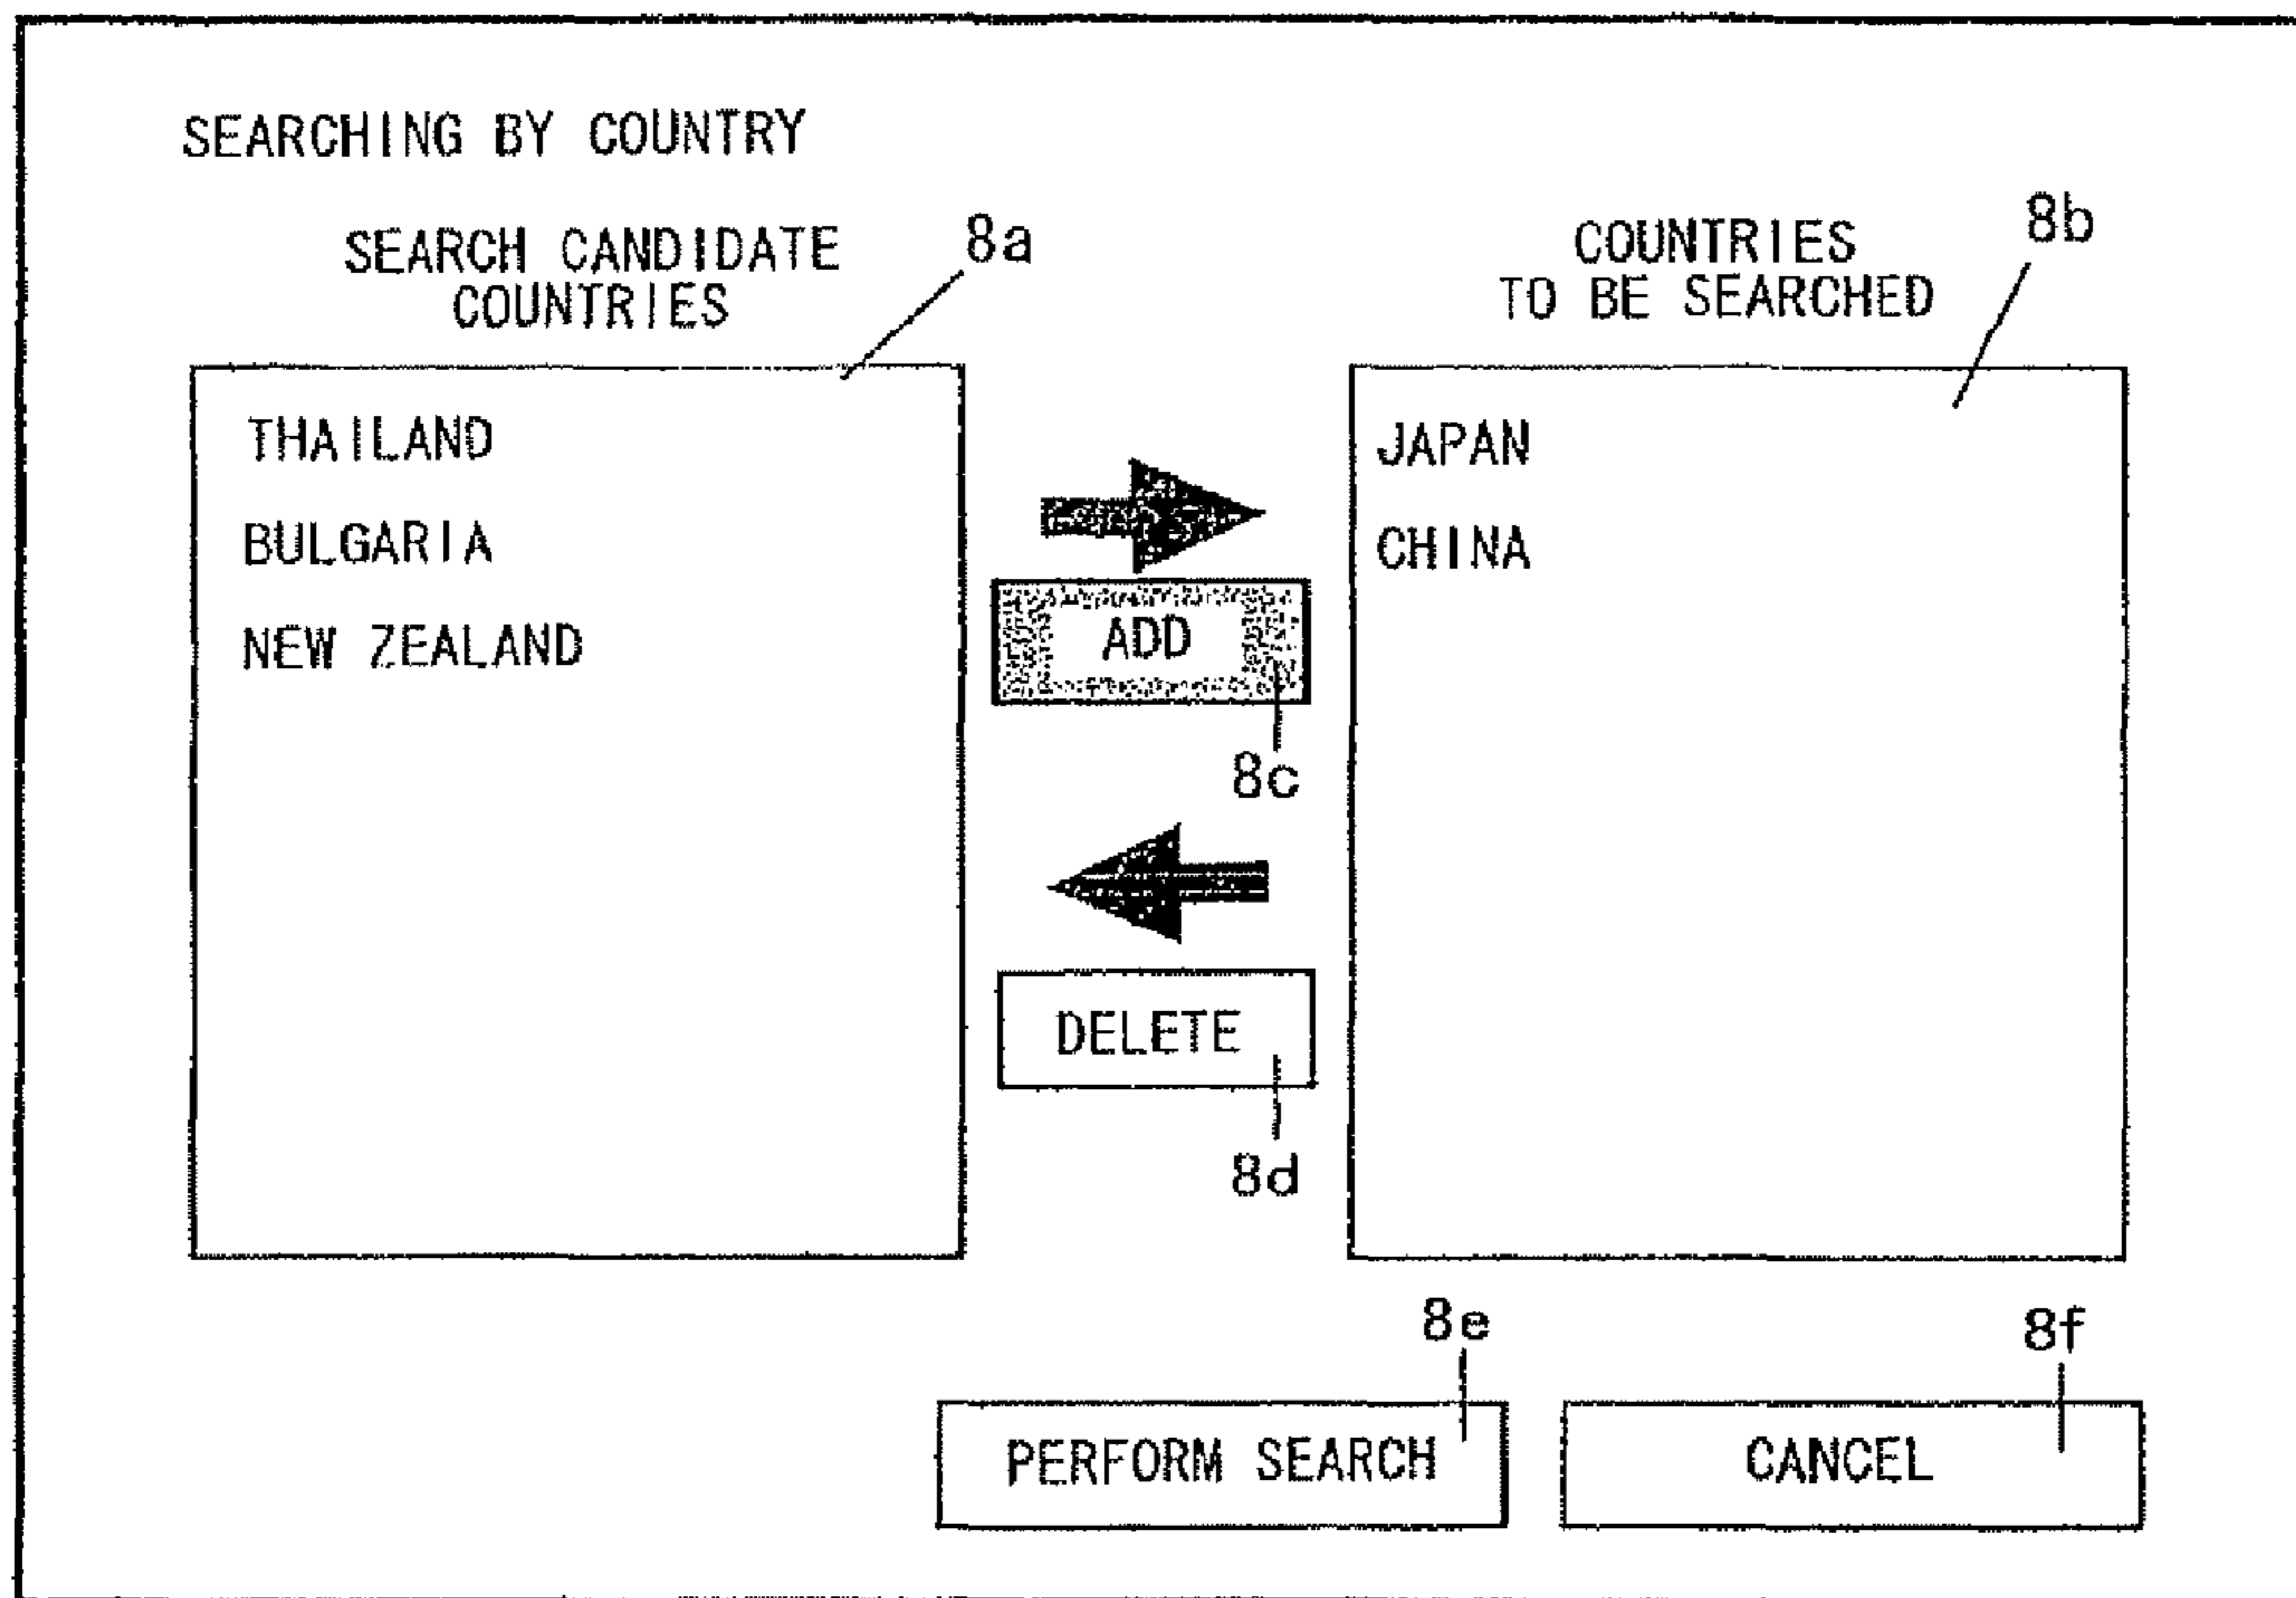 SEARCHING BY COUNTRY
SEARCH CANDIDATE
COUNTRIES
8a
THAILAND
BULGARIA
NEW ZEALAND
ADD
8c
DELETE
8d
COUNTRIES
TO BE SEARCHED
8b
JAPAN
CHINA
8e
8f
PERFORM SEARCH
CANCEL